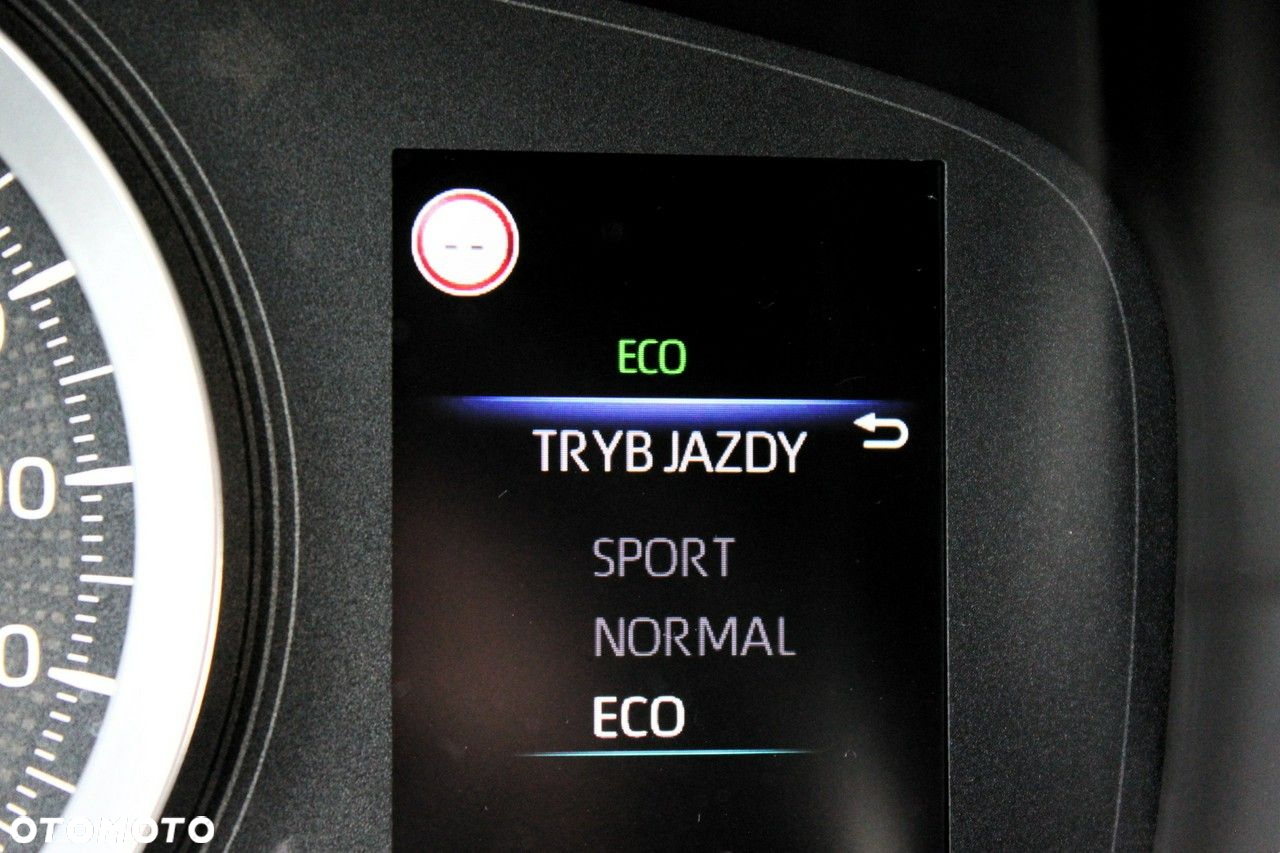 --
ECO
TRYB JAZDY
SPORT
NORMAL
ECO
OTOMOTO